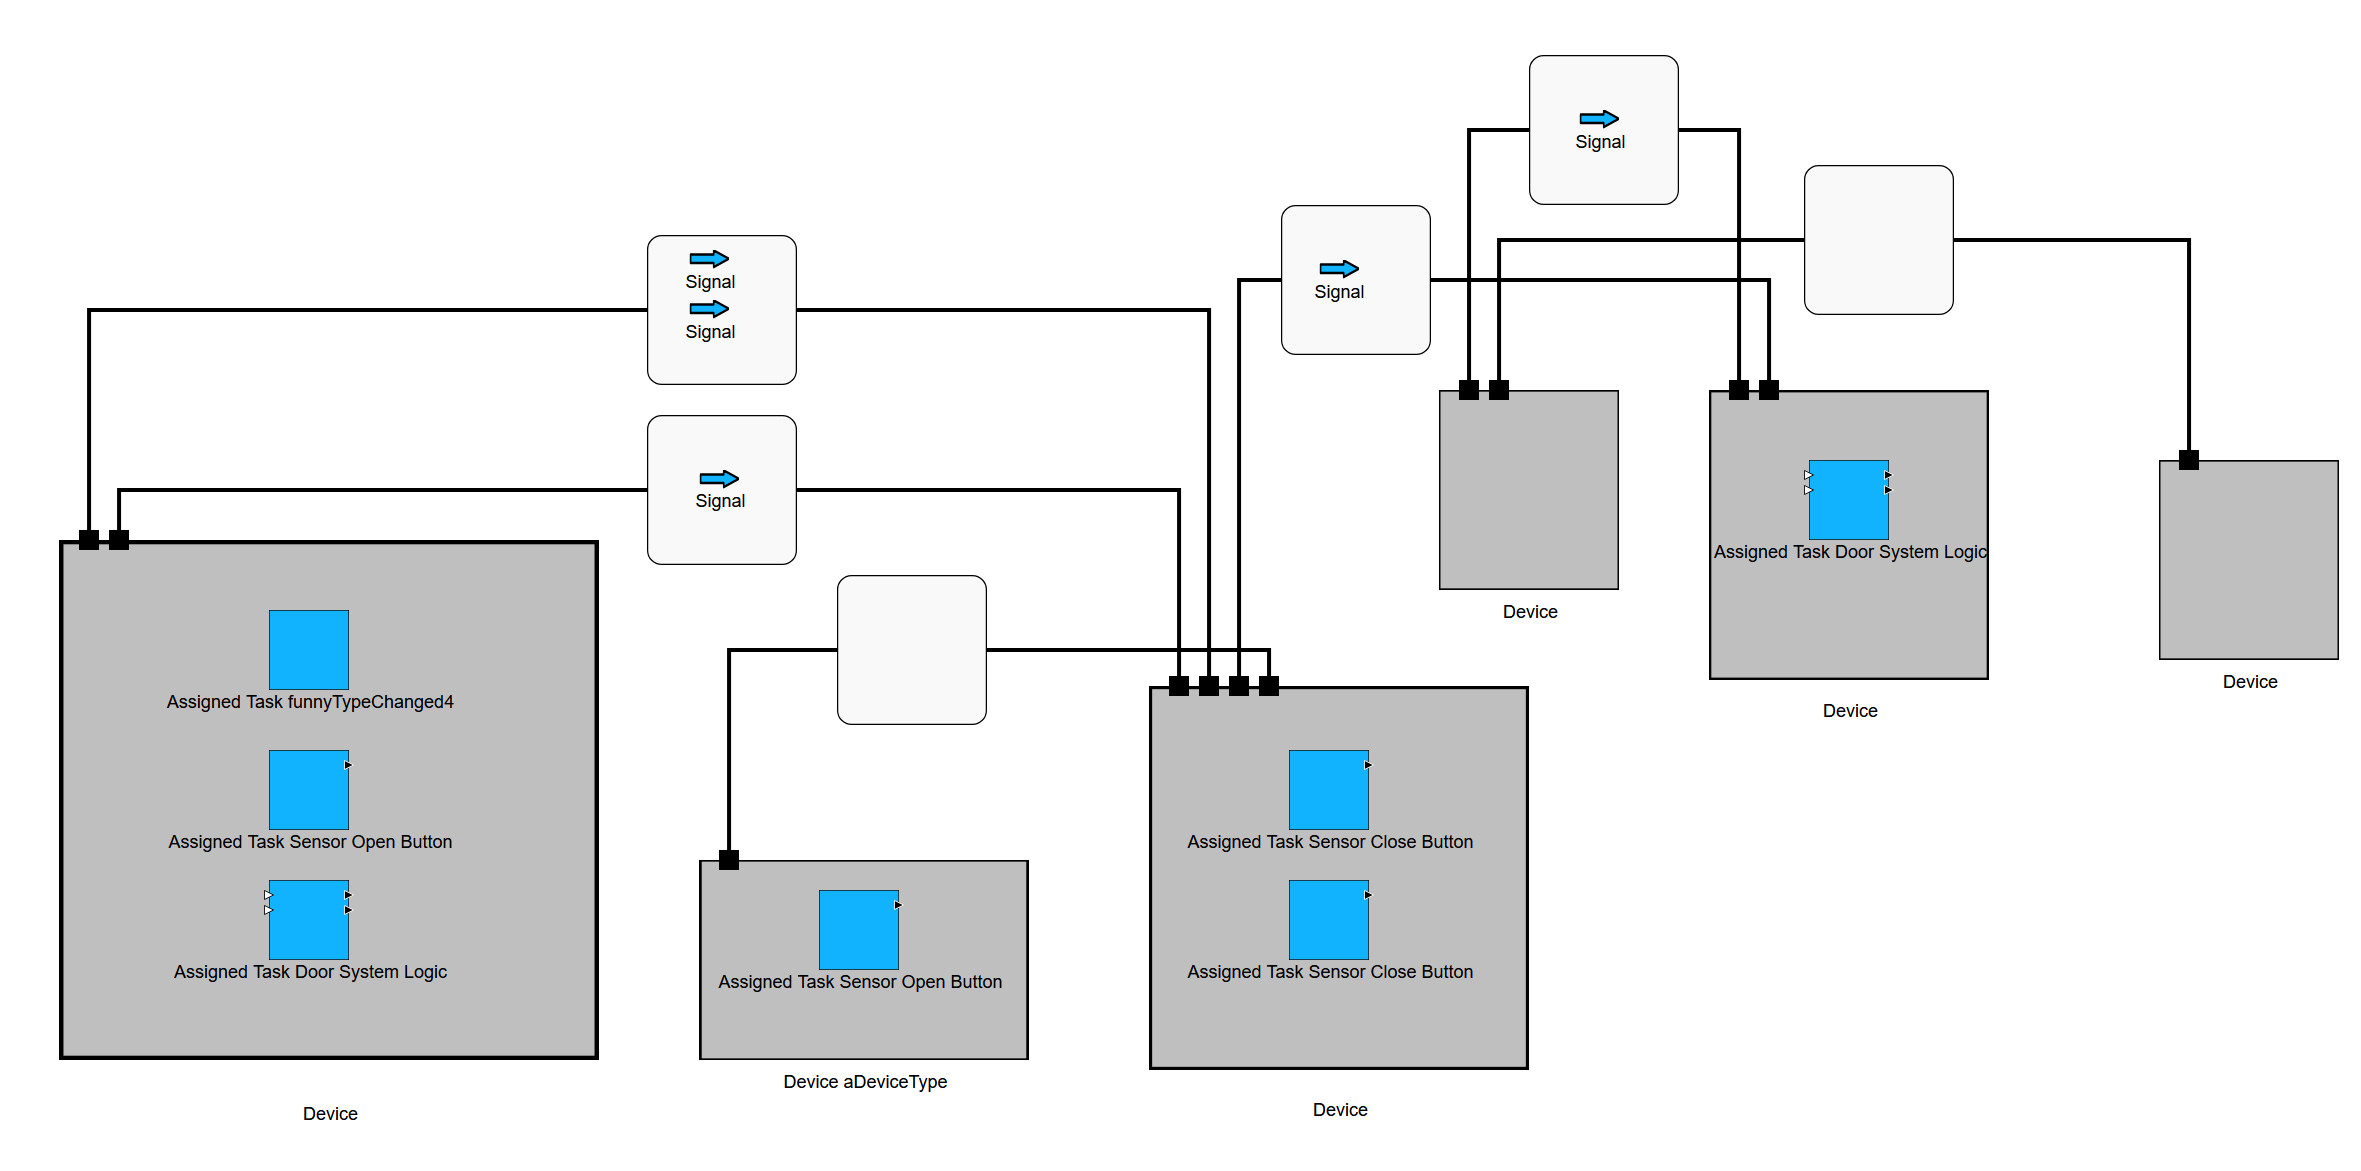 Signal
Signal
Signal
Signal
Signal
Assigned Task Door System Logic
Device
Device
Device
Assigned Task funnyTypeChanged4
Assigned Task Sensor Open Button
Assigned Task Door System Logic
Device
Assigned Task Sensor Open Button
Device aDeviceType
Assigned Task Sensor Close Button
Assigned Task Sensor Close Button
Device